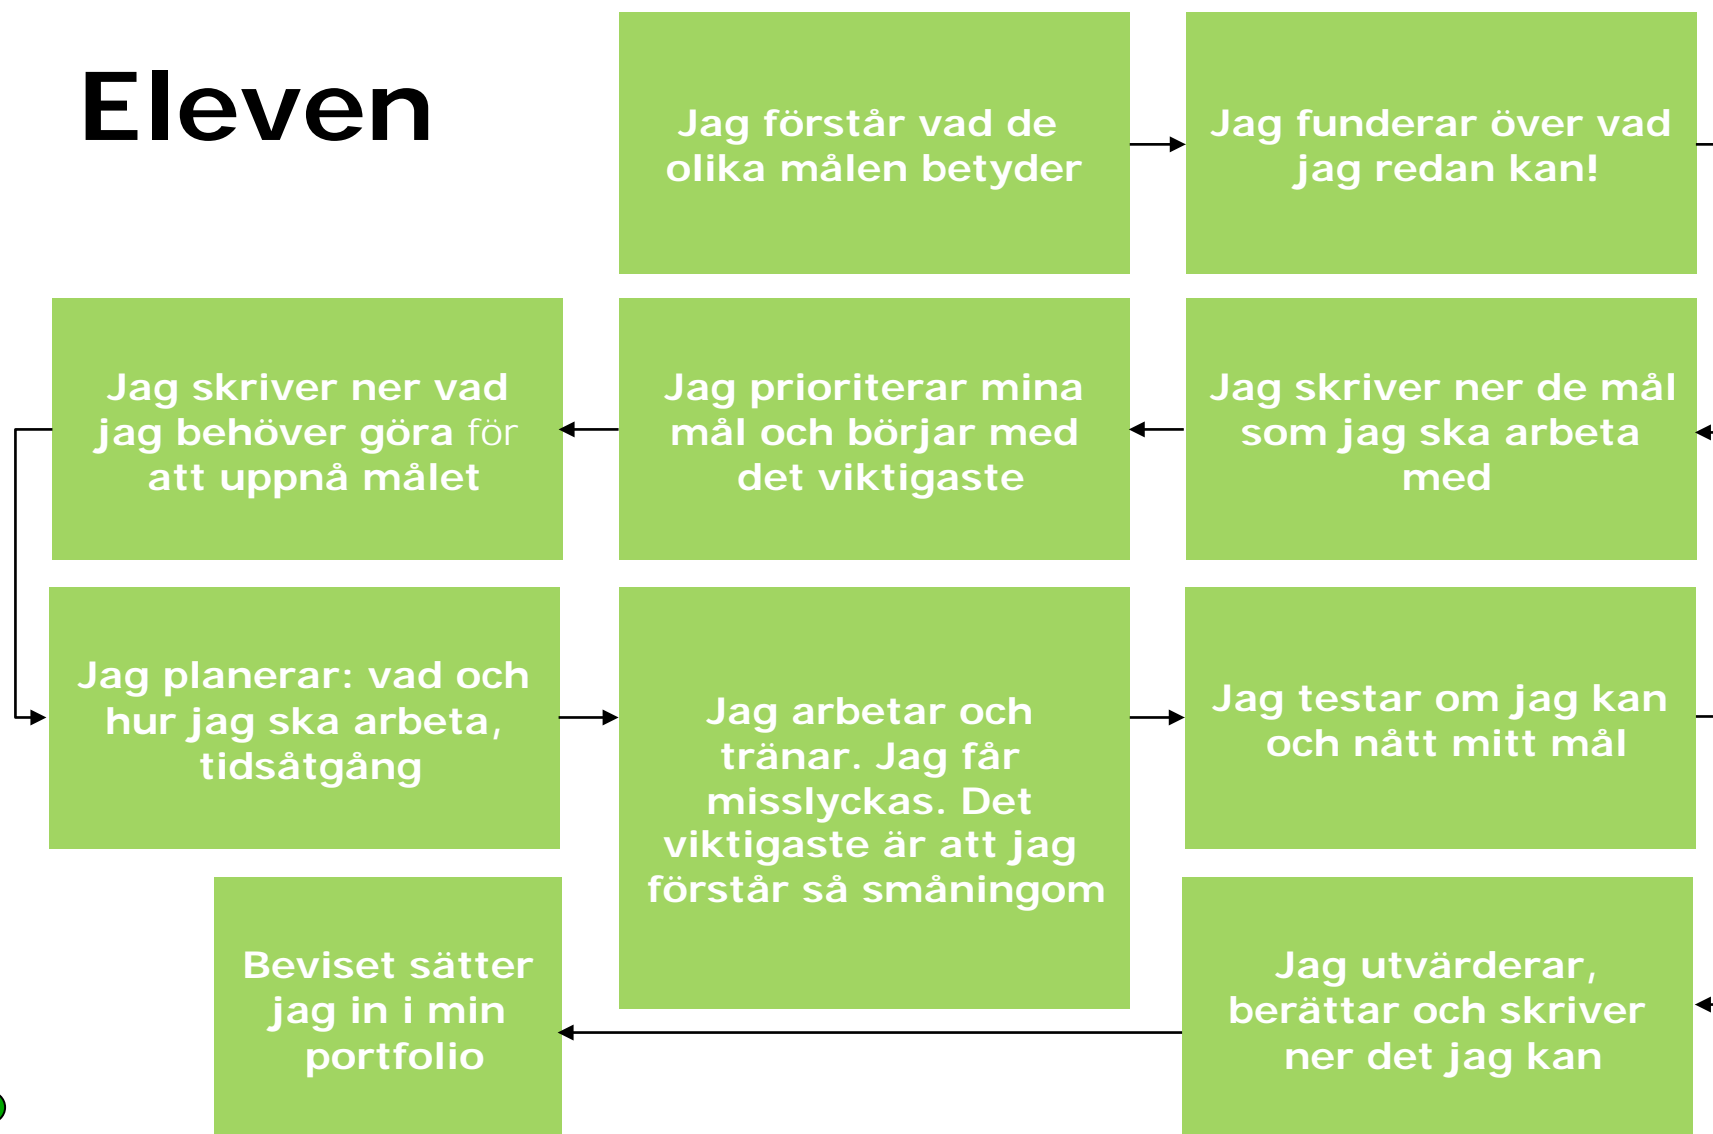 Eleven
Jag förstår vad de
olika målen betyder
Jag funderar över vad
jag redan kan!
Jag skriver ner de mål
som jag ska arbeta
med
Jag prioriterar mina
mål och börjar med
det viktigaste
Jag skriver ner vad
jag behöver göra för
att uppnå målet
Jag planerar: vad och
hur jag ska arbeta,
tidsåtgång
Jag arbetar och
tränar. Jag får
misslyckas. Det
viktigaste är att jag
förstår så småningom
Jag testar om jag kan
och nått mitt mål
Jag utvärderar,
berättar och skriver
ner det jag kan
Beviset sätter
jag in i min
portfolio